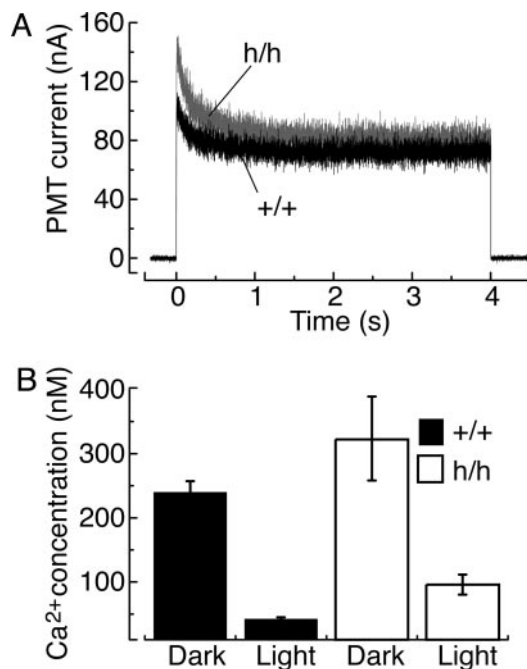 A
PMT current (nA)
160
120
80
40
0
h/h
+/+
0 1 2 3 4
Time (s)
B
Ca2+ concentration (nM)
400
300
200
100
+/+
h/h
Dark Light Dark Light